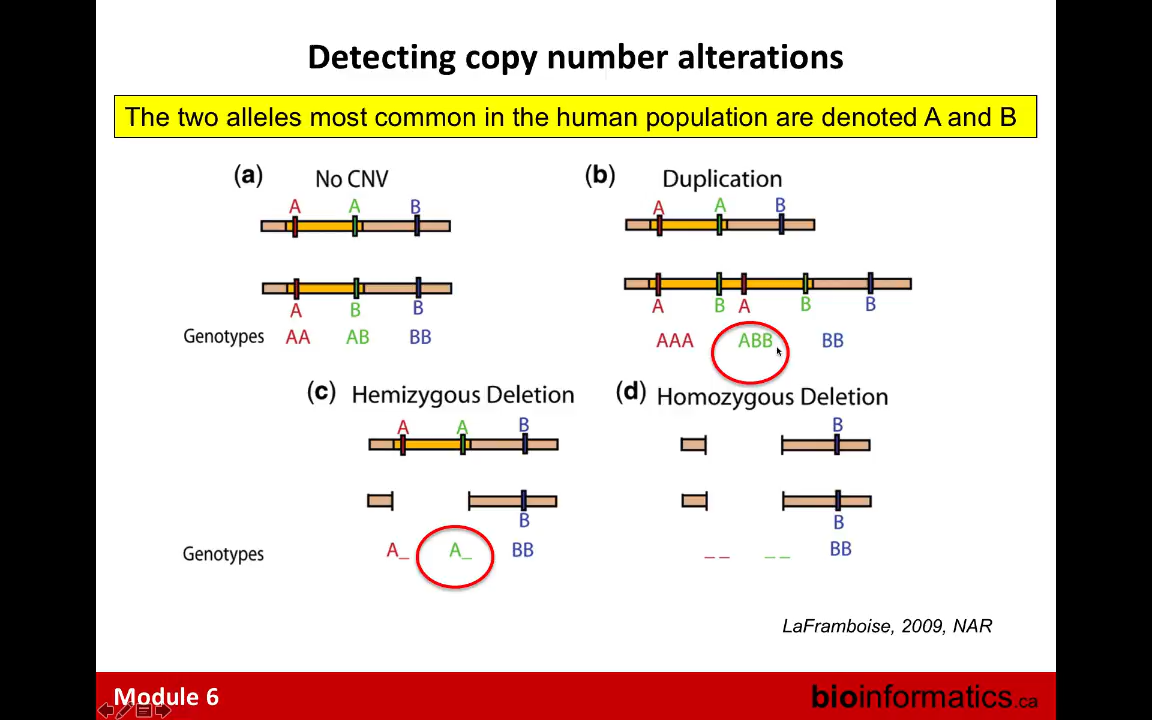 Detecting copy number alterations
The two alleles most common in the human population are denoted A and B
(a) No CNV
A A B
A B B
Genotypes AA AB BB
(b) Duplication
A A B
A B A B B
AAA ABB BB
(c) Hemizygous Deletion
A A B
B
Genotypes A_ A_ BB
(d) Homozygous Deletion
B
B
_ _ _ _ BB
LaFramboise, 2009, NAR
Module 6
bioinformatics.ca